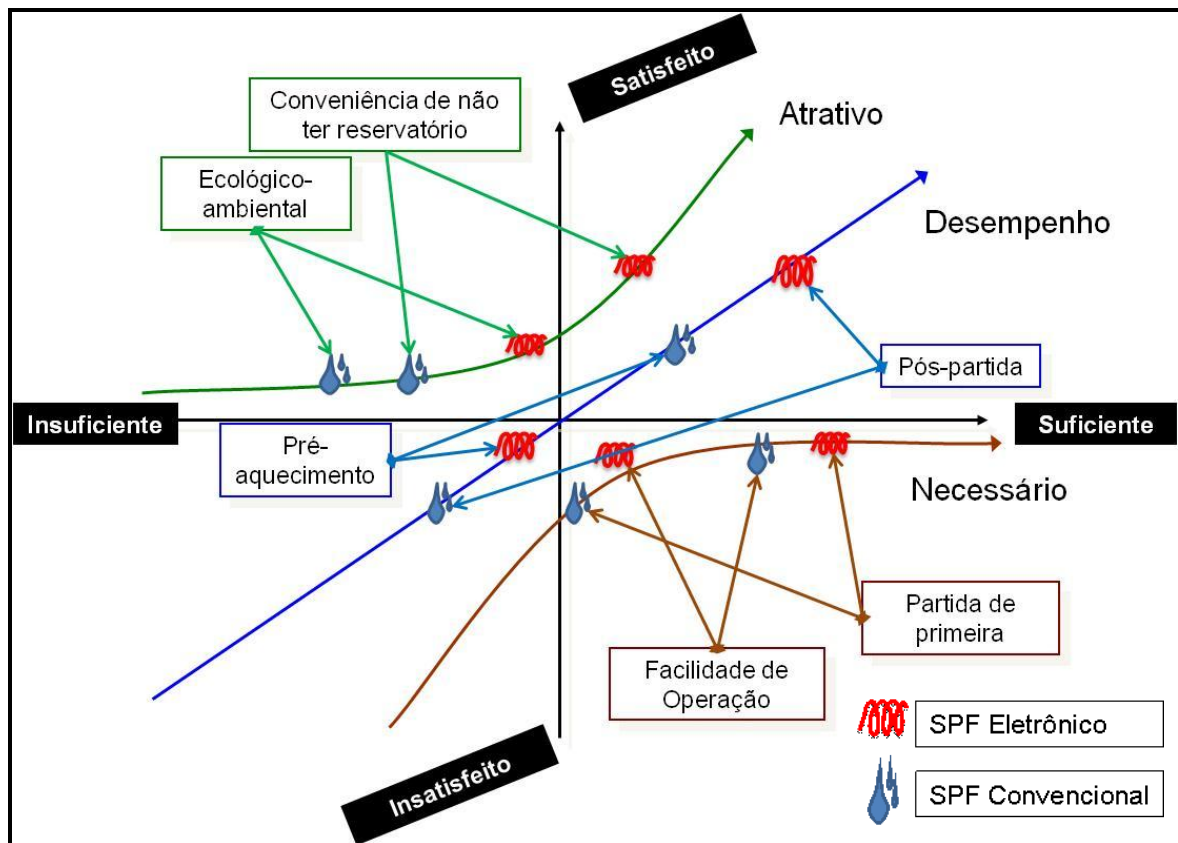 Satisfeito
Conveniência de não
ter reservatório
Atrativo
Ecológico-
ambiental
Desempenho
Pós-partida
Insuficiente
Suficiente
Pré-
aquecimento
Necessário
Partida de
primeira
Facilidade de
Operação
SPF Eletrônico
Insatisfeito
SPF Convencional